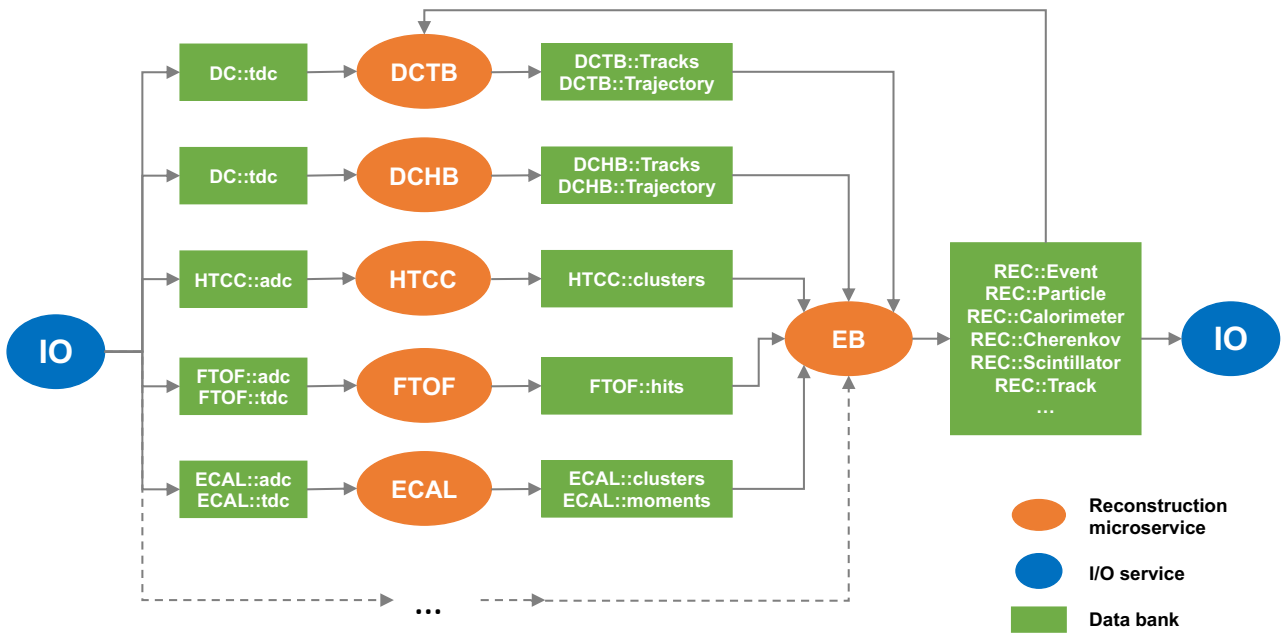 DC::tdc
DCTB
DCTB::Tracks
DCTB::Trajectory
DC::tdc
DCHB
DCHB::Tracks
DCHB::Trajectory
HTCC::adc
HTCC
HTCC::clusters
IO
FTOF::adc
FTOF::tdc
FTOF
FTOF::hits
ECAL::adc
ECAL::tdc
ECAL
ECAL::clusters
ECAL::moments
...
EB
REC::Event
REC::Particle
REC::Calorimeter
REC::Cherenkov
REC::Scintillator
REC::Track
...
IO
Reconstruction
microservice
I/O service
Data bank